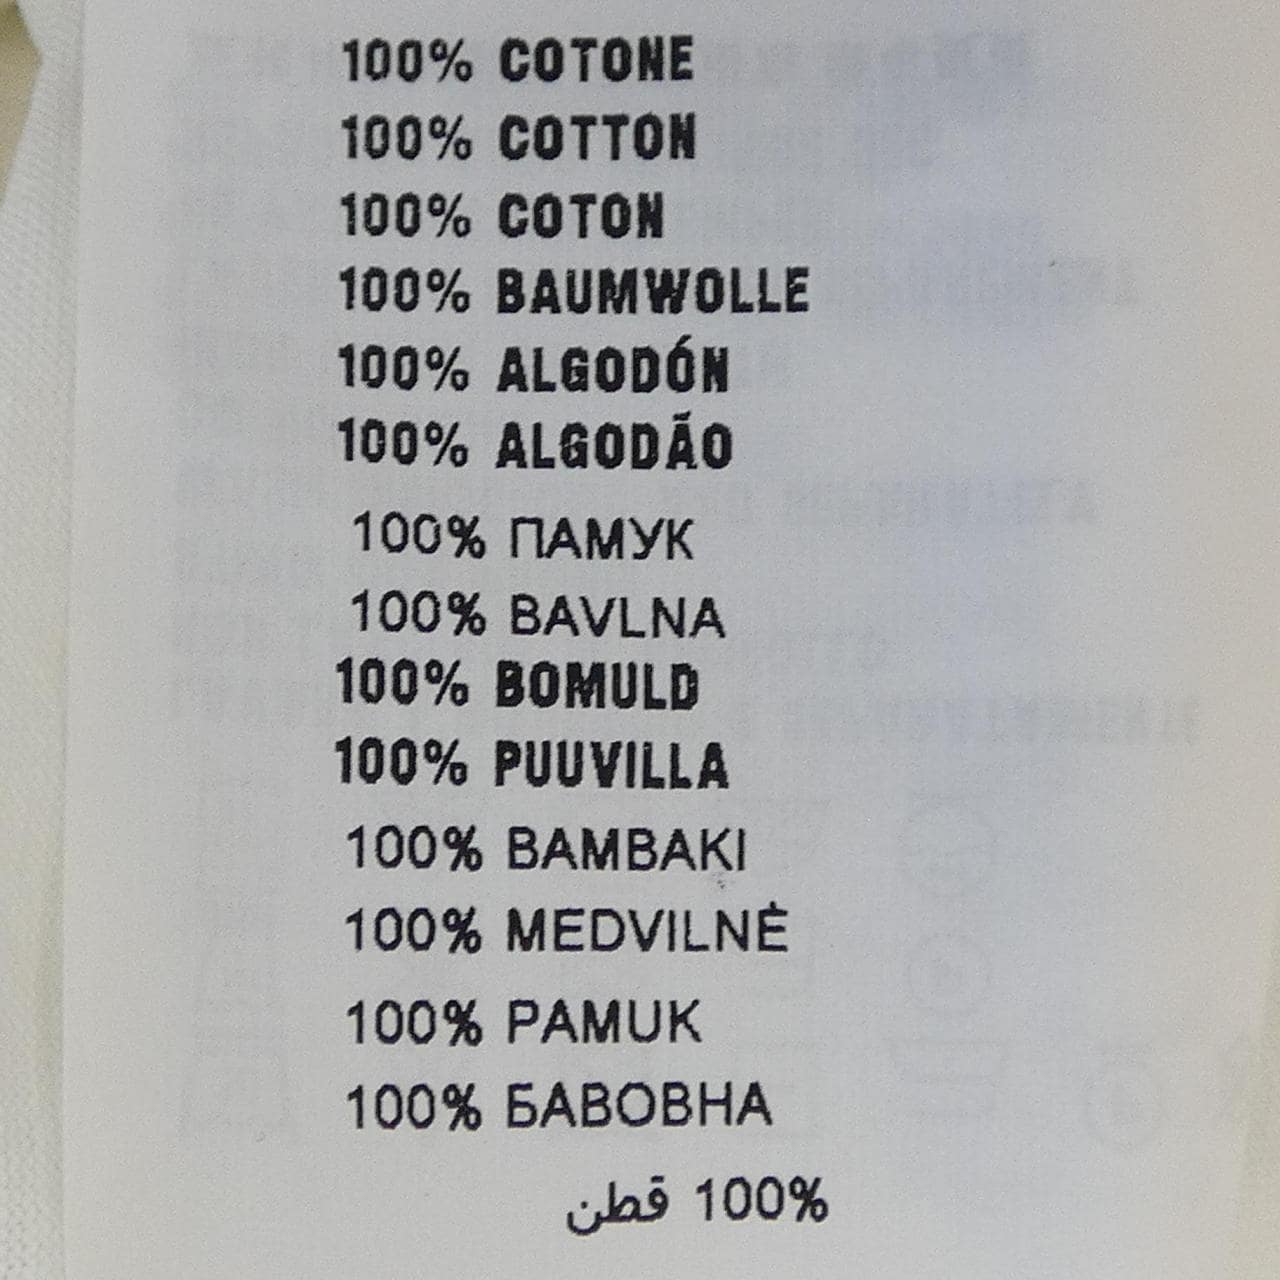 100% COTONE
100% COTTON
100% COTON
100% BAUMWOLLE
100% ALGODÓN
100% ALGODÃO
100% ПАМУК
100% BAVLNA
100% BOMULD
100% PUUVILLA
100% BAMBAKI
100% MEDVILNĖ
100% PAMUK
100% БАВОВНА
100% قطن